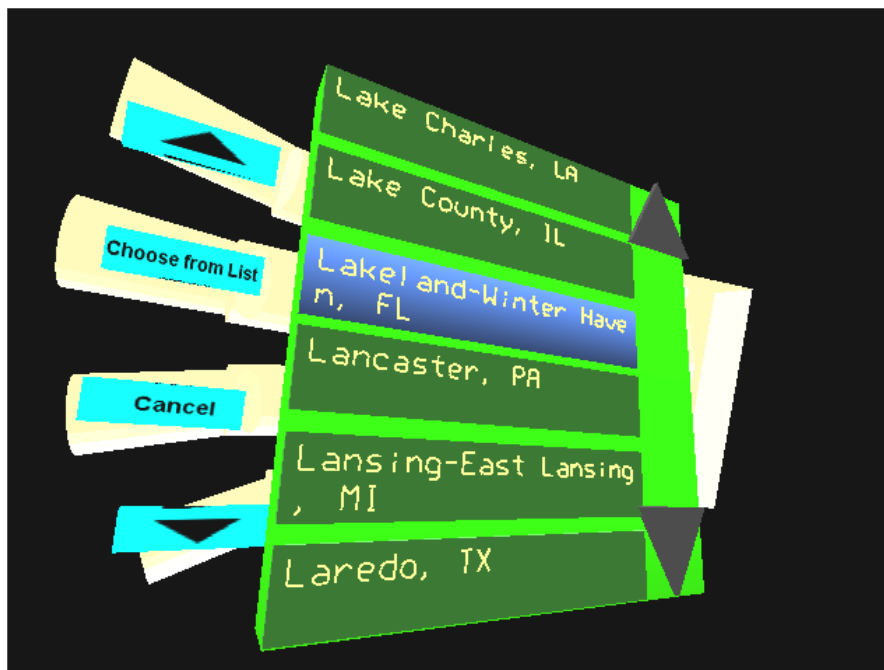 Lake Charles, LA
Lake County, IL
Choose from List
Lakeland-Winter Have
n, FL
Lancaster, PA
Cancel
Lansing-East Lansing
, MI
Laredo, TX